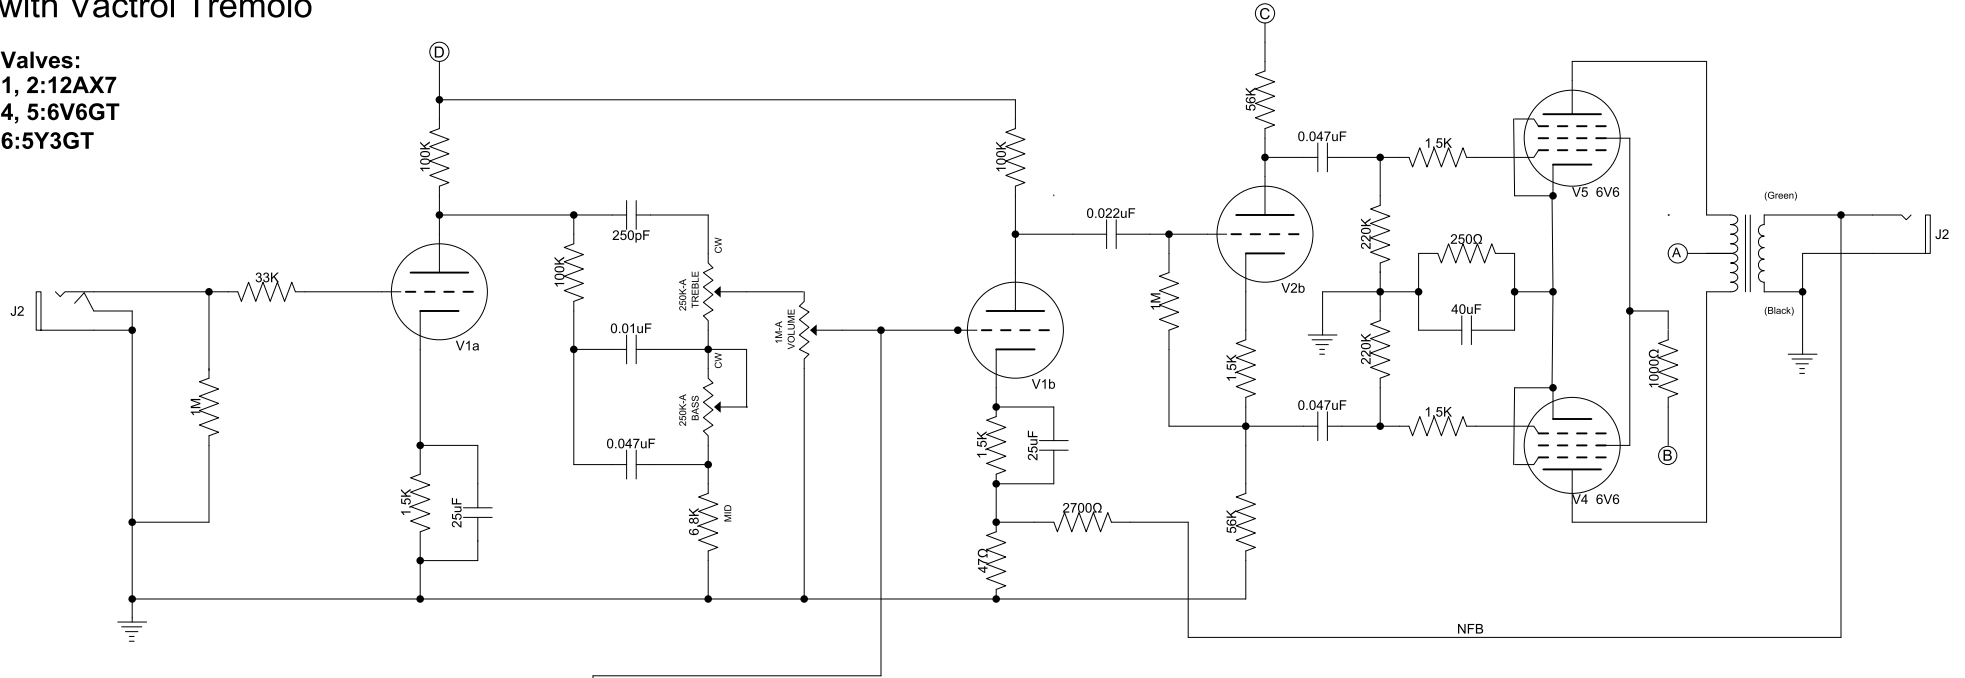 with Vactrol Tremolo
Valves:
1, 2:12AX7
4, 5:6V6GT
6:5Y3GT
D
C
100K
100K
56K
0.047uF
1.5K
V5 6V6
(Green)
250pF
CW
0.022uF
220K
J2
33K
100K
250K-A
TREBLE
1M-A
VOLUME
V2b
1M
250Ω
A
J2
40uF
(Black)
V1a
0.01uF
CW
V1b
1.5K
220K
1000Ω
1M
250K-A
BASS
0.047uF
1.5K
0.047uF
1.5K
25uF
B
1.5K
25uF
6.8K
MID
2700Ω
56K
V4 6V6
47Ω
NFB